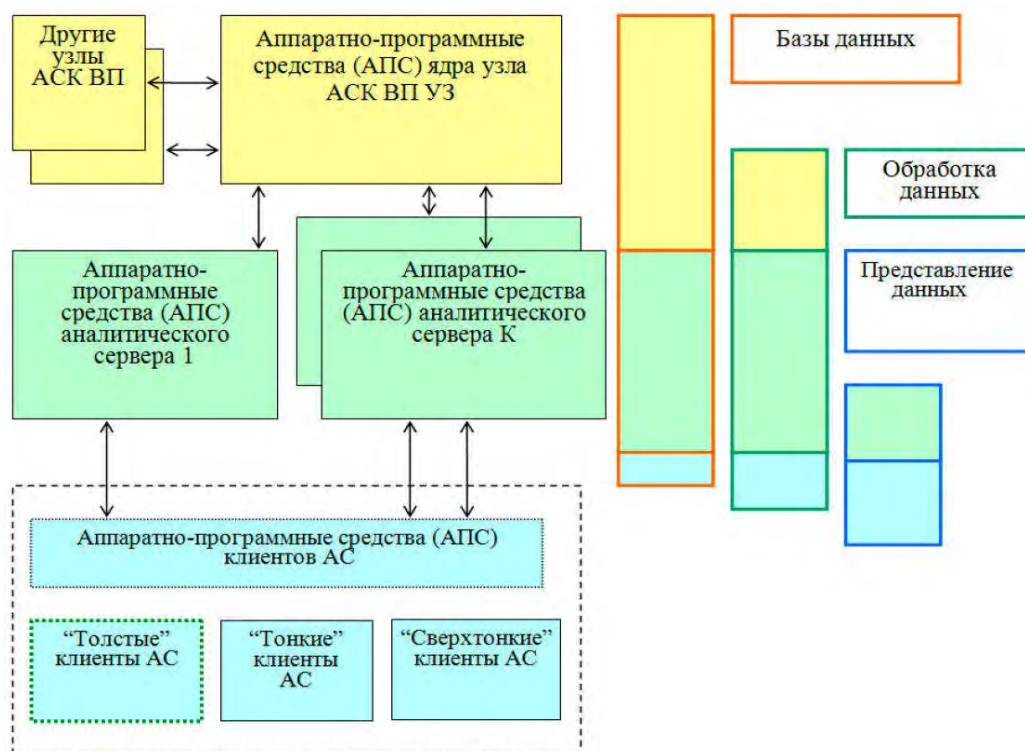 Другие
узлы
АСК ВП
Аппаратно-программные
средства (АПС) ядра узла
АСК ВП УЗ
Базы данных
Обработка
данных
Представление
данных
Аппаратно-
программные
средства (АПС)
аналитического
сервера 1
Аппаратно-
программные средства
(АПС) аналитического
сервера К
Аппаратно-программные средства (АПС)
клиентов АС
“Толстые”
клиенты АС
“Тонкие”
клиенты
АС
“Сверхтонкие”
клиенты АС